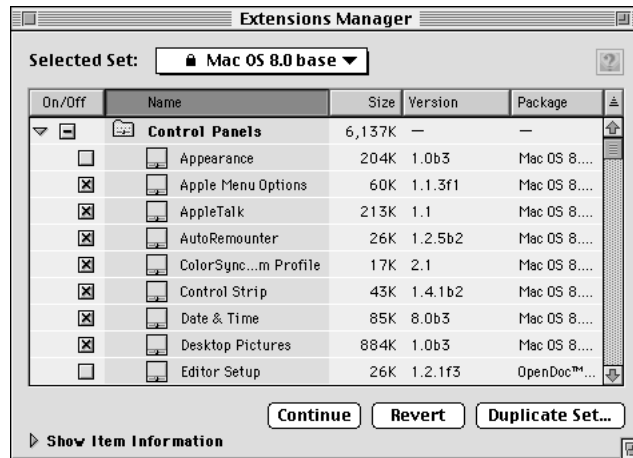 Extensions Manager
Selected Set: Mac OS 8.0 base
?
On/Off Name Size Version Package
Control Panels 6,137K — —
Appearance 204K 1.0b3 Mac OS 8....
Apple Menu Options 60K 1.1.3f1 Mac OS 8....
AppleTalk 213K 1.1 Mac OS 8....
AutoRemounter 26K 1.2.5b2 Mac OS 8....
ColorSync...m Profile 17K 2.1 Mac OS 8....
Control Strip 43K 1.4.1b2 Mac OS 8....
Date & Time 85K 8.0b3 Mac OS 8....
Desktop Pictures 884K 1.0b3 Mac OS 8....
Editor Setup 26K 1.2.1f3 OpenDoc™...
Continue Revert Duplicate Set...
Show Item Information